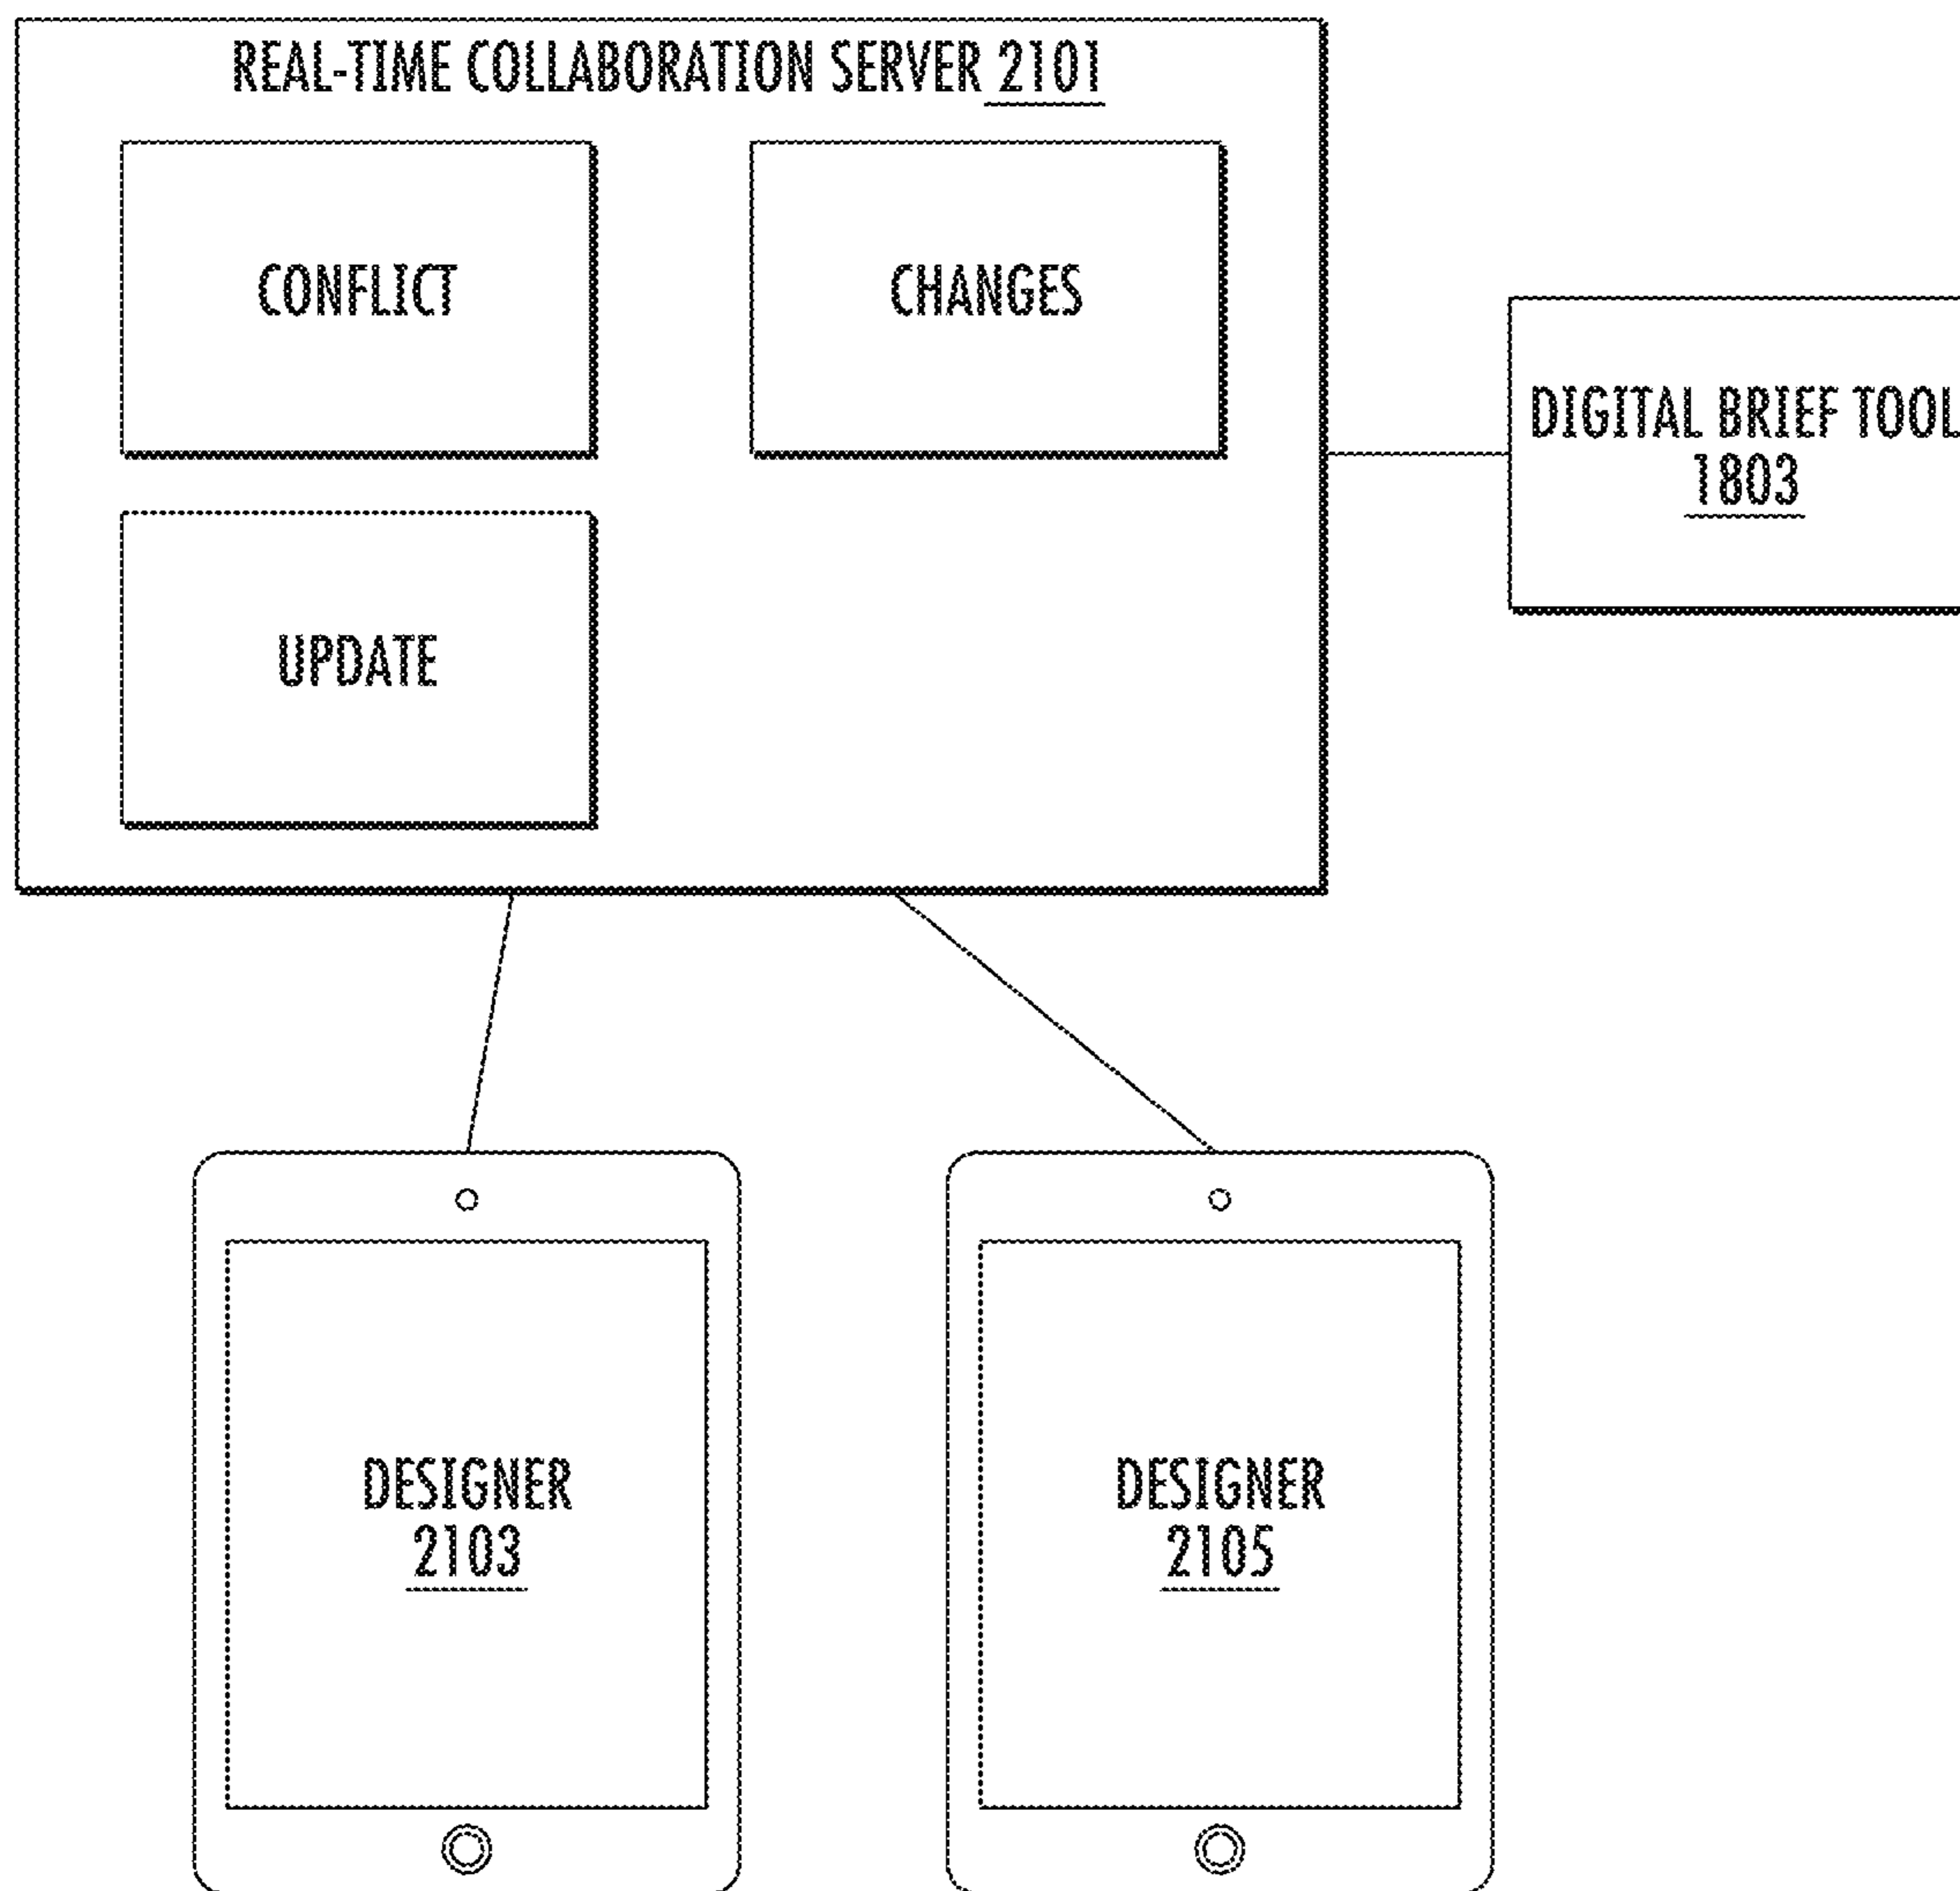 REAL-TIME COLLABORATION SERVER 2101
CONFLICT
CHANGES
DIGITAL BRIEF TOOL
1803
UPDATE
DESIGNER
2103
DESIGNER
2105